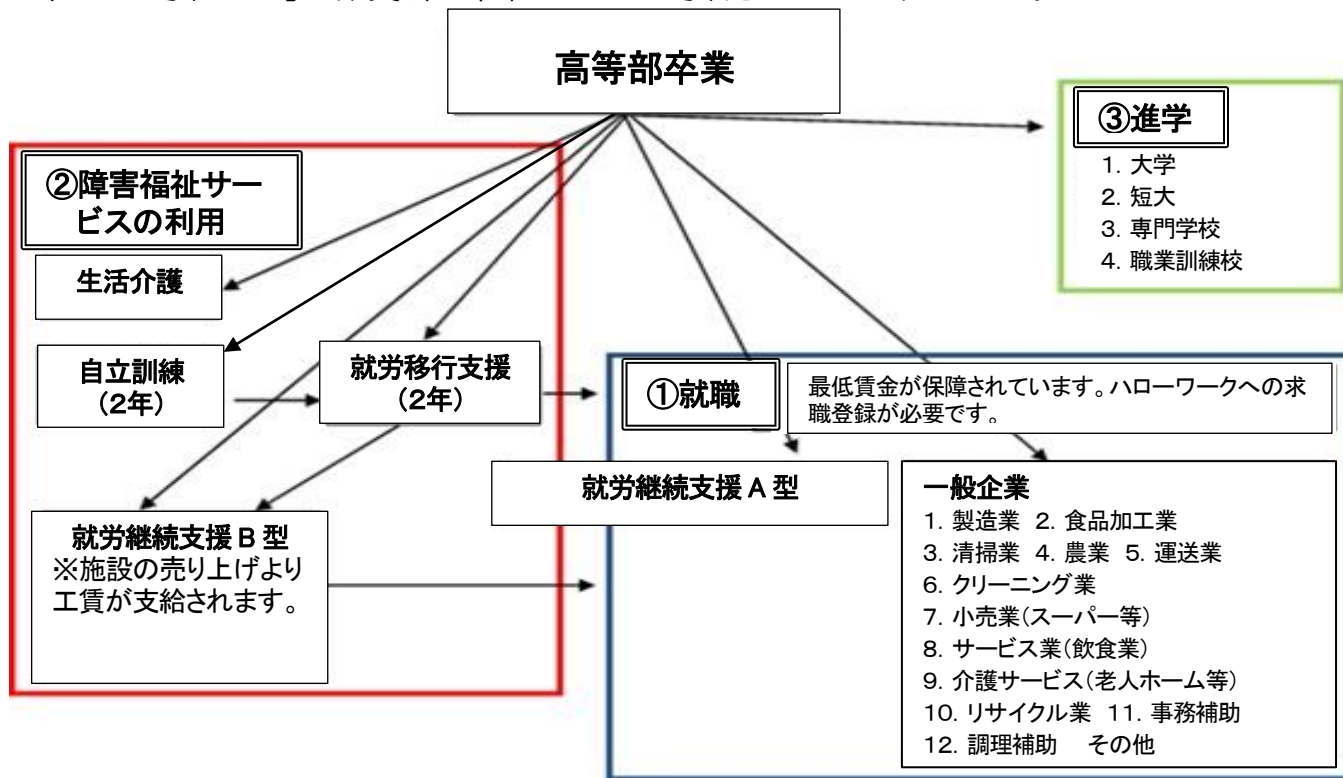 高等部卒業
③進学
1. 大学
2. 短大
3. 専門学校
4. 職業訓練校
②障害福祉サー
ビスの利用
生活介護
自立訓練
(2年)
就労移行支援
(2年)
就労継続支援B型
※施設の売り上げより
工賃が支給されます。
①就職
最低賃金が保障されています。ハローワークへの求
職登録が必要です。
就労継続支援A型
一般企業
1. 製造業 2. 食品加工業
3. 清掃業 4. 農業 5. 運送業
6. クリーニング業
7. 小売業(スーパー等)
8. サービス業(飲食業)
9. 介護サービス(老人ホーム等)
10. リサイクル業 11. 事務補助
12. 調理補助 その他